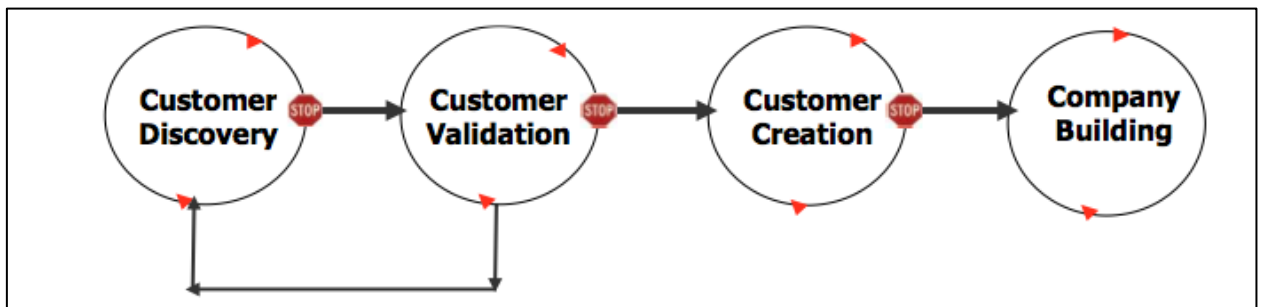 Customer
Discovery
STOP
Customer
Validation
STOP
Customer
Creation
STOP
Company
Building